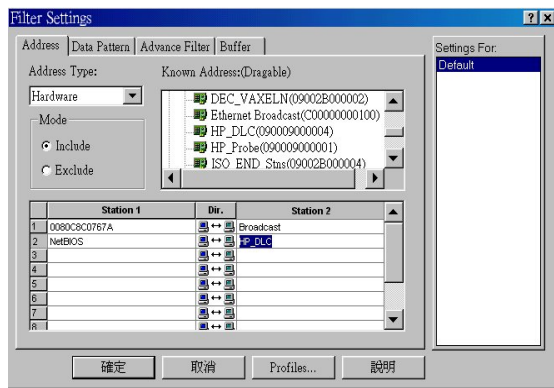 Filter Settings
Address
Data Pattern
Advance Filter
Buffer
Settings For:
Default
Address Type:
Known Address:(Dragable)
Hardware
DEC_VAXELN(09002B000002)
Ethernet Broadcast(C00000000100)
HP_DLC(090009000004)
HP_Probe(090009000001)
ISO_END_Stns(09002B000004)
Mode
Include
Exclude
Station 1 Dir. Station 2
1 0080C8C0767A Broadcast
2 NetBIOS HP_DLC
3
4
5
6
7
8
確定
取消
Profiles...
說明